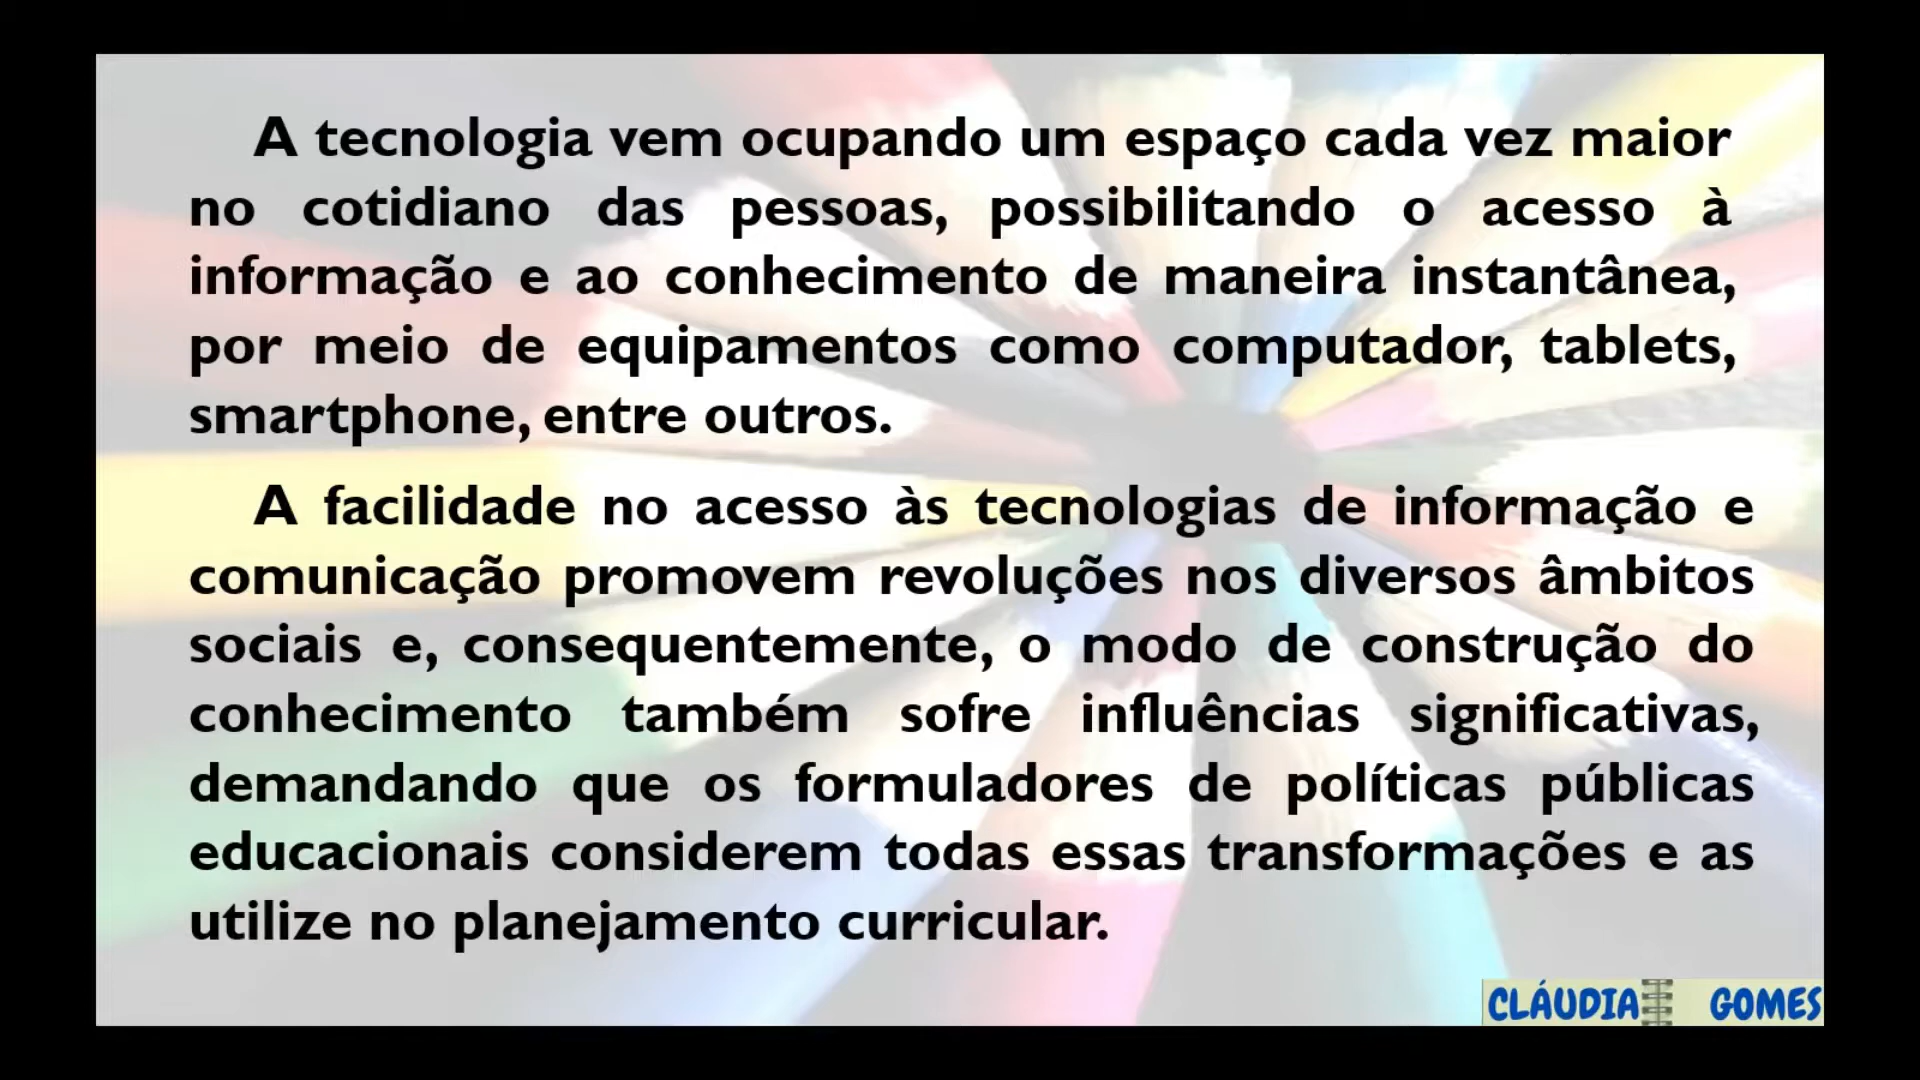 A tecnologia vem ocupando um espaço cada vez maior
no cotidiano das pessoas, possibilitando o acesso à
informação e ao conhecimento de maneira instantânea,
por meio de equipamentos como computador, tablets,
smartphone, entre outros.
A facilidade no acesso às tecnologias de informação e
comunicação promovem revoluções nos diversos âmbitos
sociais e, consequentemente, o modo de construção do
conhecimento também sofre influências significativas,
demandando que os formuladores de políticas públicas
educacionais considerem todas essas transformações e as
utilize no planejamento curricular.
CLÁUDIA GOMES